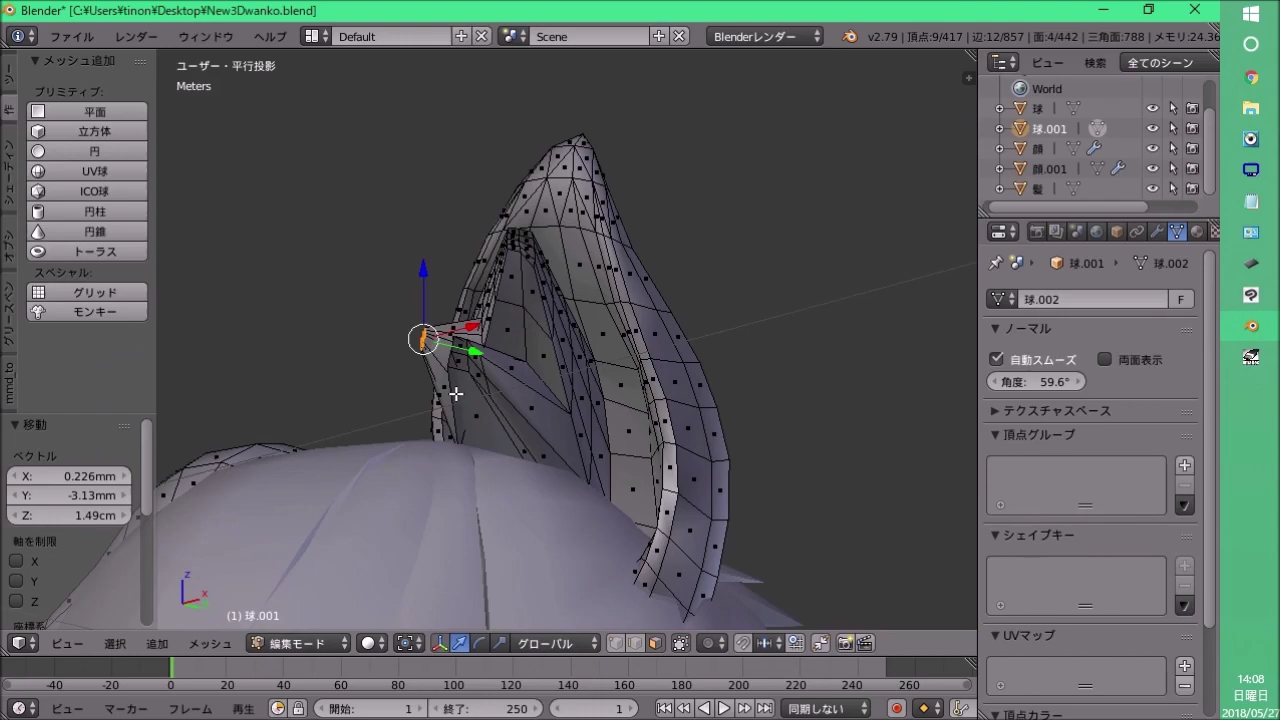 Blender* [C:¥Users¥tinon¥Desktop¥New3Dwanko.blend]
ファイル レンダー ウィンドウ ヘルプ Default Scene Blenderレンダー v2.79 | 頂点:9/417 | 辺:12/857 | 面:4/442 | 三角面:788 | メモリ:24.36
メッシュ追加
プリミティブ:
平面
立方体
円
UV球
ICO球
円柱
円錐
トーラス
スペシャル:
グリッド
モンキー
オプシ
グリースペン
mmd_to
移動
ベクトル
X: 0.226mm
Y: -3.13mm
Z: 1.49cm
軸を制限
X
Y
Z
ユーザー・平行投影
Meters
(1) 球.001
ビュー 選択 追加 メッシュ 編集モード グローバル
-40 -20 0 20 40 60 80 100 120 140 160 180 200 220 240 260
ビュー マーカー フレーム 再生 開始: 1 終了: 250 1 同期しない
ビュー 検索 全てのシーン
World
球
球.001
顔
顔.001
髪
球.001 球.002
球.002 F
ノーマル
自動スムーズ 両面表示
角度: 59.6°
テクスチャスペース
頂点グループ
シェイプキー
UVマップ
頂点カラー
14:08
日曜日
2018/05/27